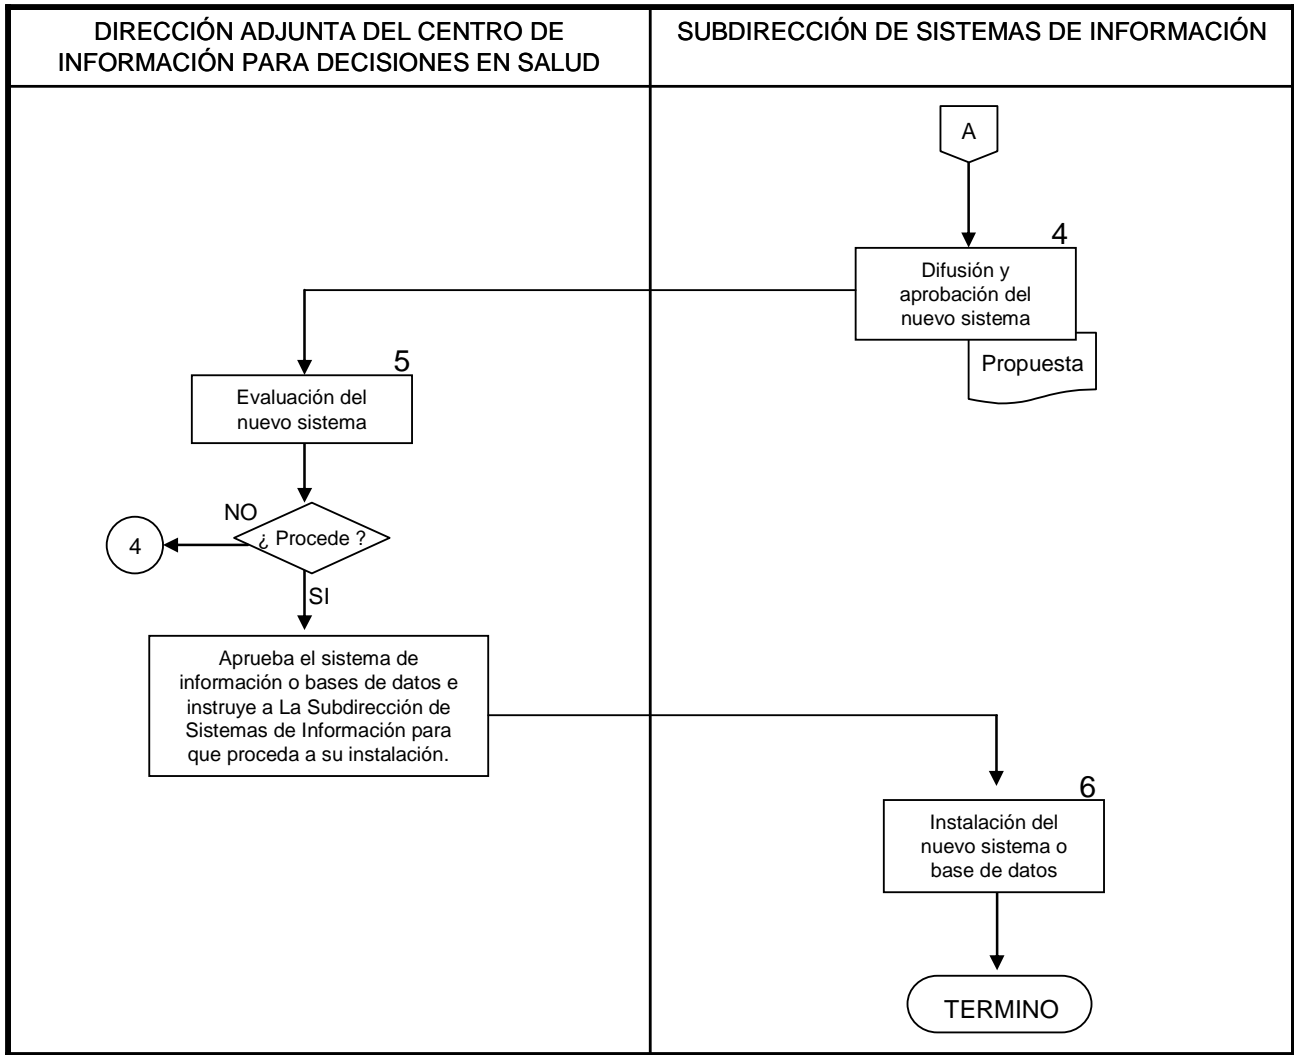 DIRECCIÓN ADJUNTA DEL CENTRO DE
INFORMACIÓN PARA DECISIONES EN SALUD
SUBDIRECCIÓN DE SISTEMAS DE INFORMACIÓN
A
4
Difusión y
aprobación del
nuevo sistema
Propuesta
5
Evaluación del
nuevo sistema
NO
¿ Procede ?
4
SI
Aprueba el sistema de
información o bases de datos e
instruye a La Subdirección de
Sistemas de Información para
que proceda a su instalación.
6
Instalación del
nuevo sistema o
base de datos
TERMINO